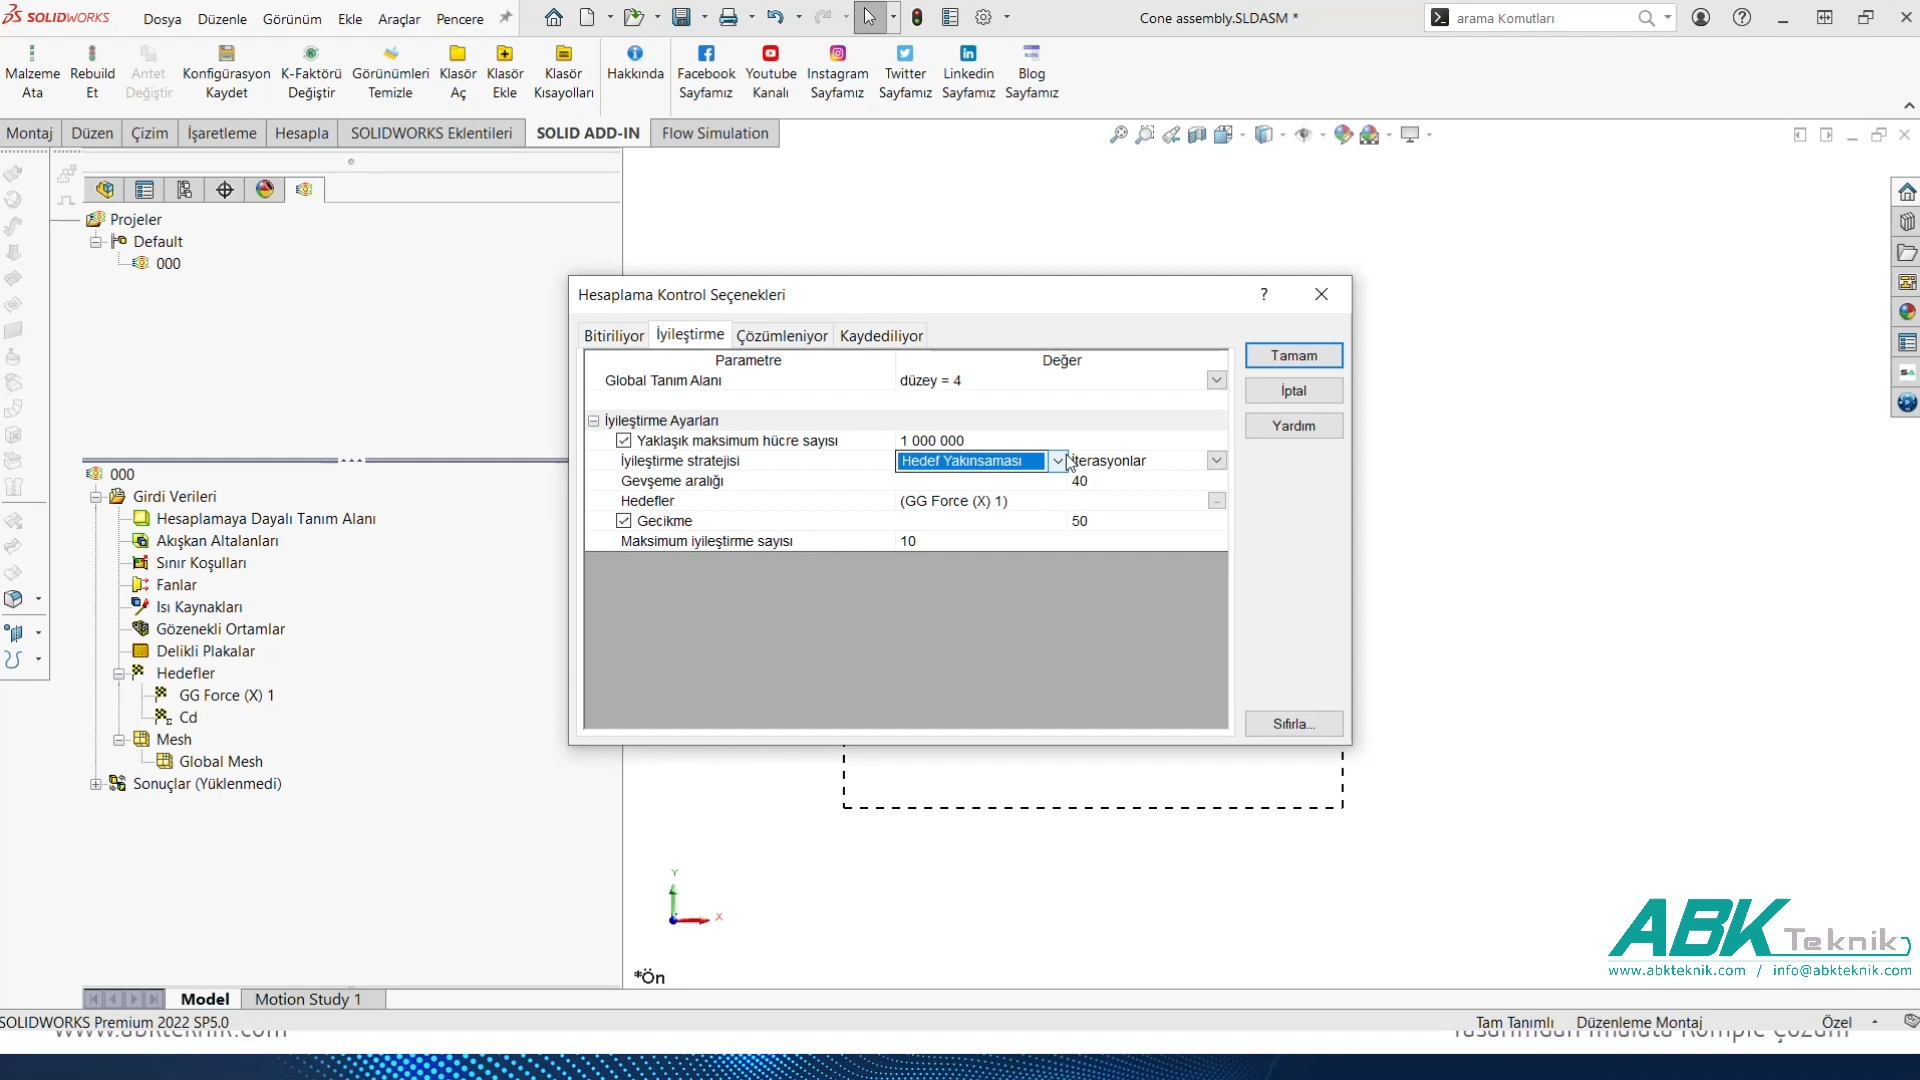 SOLIDWORKS
Dosya Düzenle Görünüm Ekle Araçlar Pencere
Cone assembly.SLDASM *
arama Komutları
Malzeme Ata
Rebuild Et
Antet Değiştir
Konfigürasyon Kaydet
K-Faktörü Değiştir
Görünümleri Temizle
Klasör Aç
Klasör Ekle
Klasör Kısayolları
Hakkında
Facebook Sayfamız
Youtube Kanalı
Instagram Sayfamız
Twitter Sayfamız
Linkedin Sayfamız
Blog Sayfamız
Montaj Düzen Çizim İşaretleme Hesapla SOLIDWORKS Eklentileri SOLID ADD-IN Flow Simulation
Projeler
Default
000
000
Girdi Verileri
Hesaplamaya Dayalı Tanım Alanı
Akışkan Altalanları
Sınır Koşulları
Fanlar
Isı Kaynakları
Gözenekli Ortamlar
Delikli Plakalar
Hedefler
GG Force (X) 1
Cd
Mesh
Global Mesh
Sonuçlar (Yüklenmedi)
Hesaplama Kontrol Seçenekleri
?
Bitiriliyor İyileştirme Çözümleniyor Kaydediliyor
Parametre Değer
Global Tanım Alanı düzey = 4
İyileştirme Ayarları
Yaklaşık maksimum hücre sayısı 1 000 000
İyileştirme stratejisi Hedef Yakınsaması İterasyonlar
Gevşeme aralığı 40
Hedefler (GG Force (X) 1)
Gecikme 50
Maksimum iyileştirme sayısı 10
Tamam
İptal
Yardım
Sıfırla...
Y
X
*Ön
ABK Teknik
www.abkteknik.com / info@abkteknik.com
Model Motion Study 1
SOLIDWORKS Premium 2022 SP5.0
Tam Tanımlı Düzenleme Montaj Özel
www.abkteknik.com
Tasarımdan İmalata Komple Çözüm